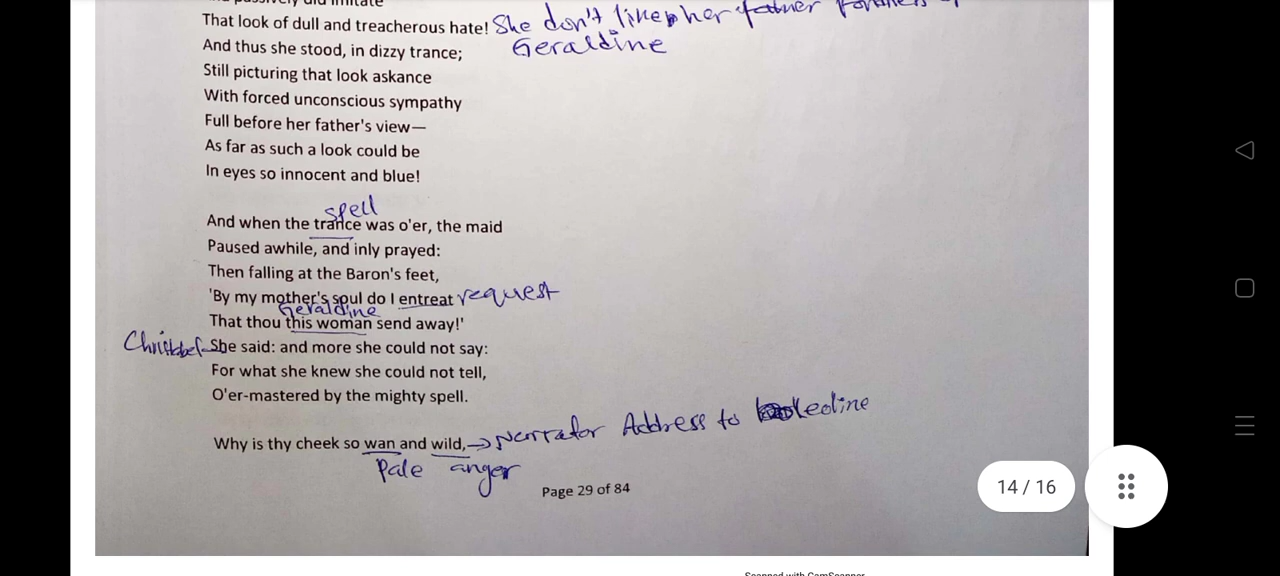 That look of dull and treacherous hate! She don't like her father
And thus she stood, in dizzy trance; Geraldine
Still picturing that look askance
With forced unconscious sympathy
Full before her father's view—
As far as such a look could be
In eyes so innocent and blue!
spell
And when the trance was o'er, the maid
Paused awhile, and inly prayed:
Then falling at the Baron's feet,
'By my mother's soul do I entreat request
Geraldine
That thou this woman send away!'
Christabel She said: and more she could not say:
For what she knew she could not tell,
O'er-mastered by the mighty spell.
Why is thy cheek so wan and wild, → Narrator Address to Leoline
Pale anger
Page 29 of 84
14 / 16
Scanned with CamScanner